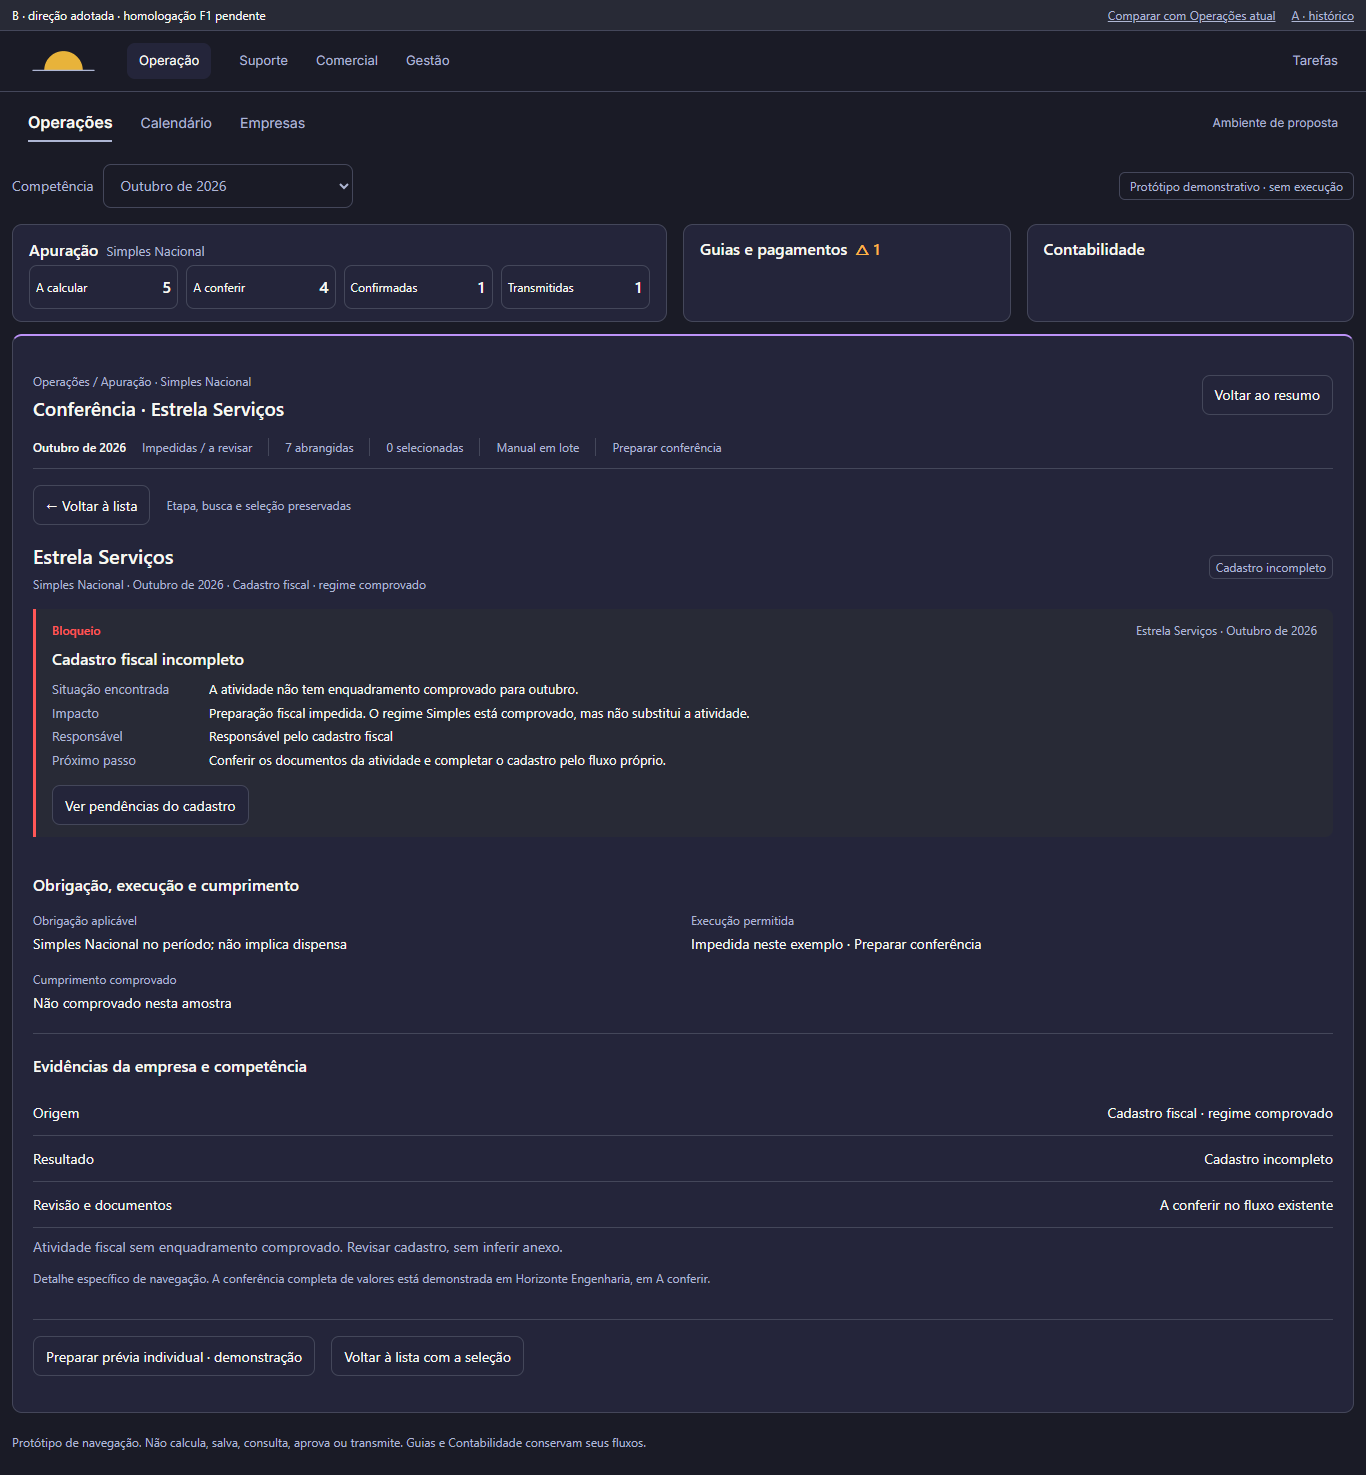 B · direção adotada · homologação F1 pendente
Comparar com Operações atual
A · histórico
Operação
Suporte
Comercial
Gestão
Tarefas
Operações
Calendário
Empresas
Ambiente de proposta
Competência
Outubro de 2026
Protótipo demonstrativo · sem execução
Apuração Simples Nacional
A calcular 5
A conferir 4
Confirmadas 1
Transmitidas 1
Guias e pagamentos △ 1
Contabilidade
Operações / Apuração · Simples Nacional
Conferência · Estrela Serviços
Voltar ao resumo
Outubro de 2026
Impedidas / a revisar
7 abrangidas
0 selecionadas
Manual em lote
Preparar conferência
← Voltar à lista
Etapa, busca e seleção preservadas
Estrela Serviços
Simples Nacional · Outubro de 2026 · Cadastro fiscal · regime comprovado
Cadastro incompleto
Bloqueio
Estrela Serviços · Outubro de 2026
Cadastro fiscal incompleto
Situação encontrada A atividade não tem enquadramento comprovado para outubro.
Impacto Preparação fiscal impedida. O regime Simples está comprovado, mas não substitui a atividade.
Responsável Responsável pelo cadastro fiscal
Próximo passo Conferir os documentos da atividade e completar o cadastro pelo fluxo próprio.
Ver pendências do cadastro
Obrigação, execução e cumprimento
Obrigação aplicável
Simples Nacional no período; não implica dispensa
Execução permitida
Impedida neste exemplo · Preparar conferência
Cumprimento comprovado
Não comprovado nesta amostra
Evidências da empresa e competência
Origem Cadastro fiscal · regime comprovado
Resultado Cadastro incompleto
Revisão e documentos A conferir no fluxo existente
Atividade fiscal sem enquadramento comprovado. Revisar cadastro, sem inferir anexo.
Detalhe específico de navegação. A conferência completa de valores está demonstrada em Horizonte Engenharia, em A conferir.
Preparar prévia individual · demonstração
Voltar à lista com a seleção
Protótipo de navegação. Não calcula, salva, consulta, aprova ou transmite. Guias e Contabilidade conservam seus fluxos.